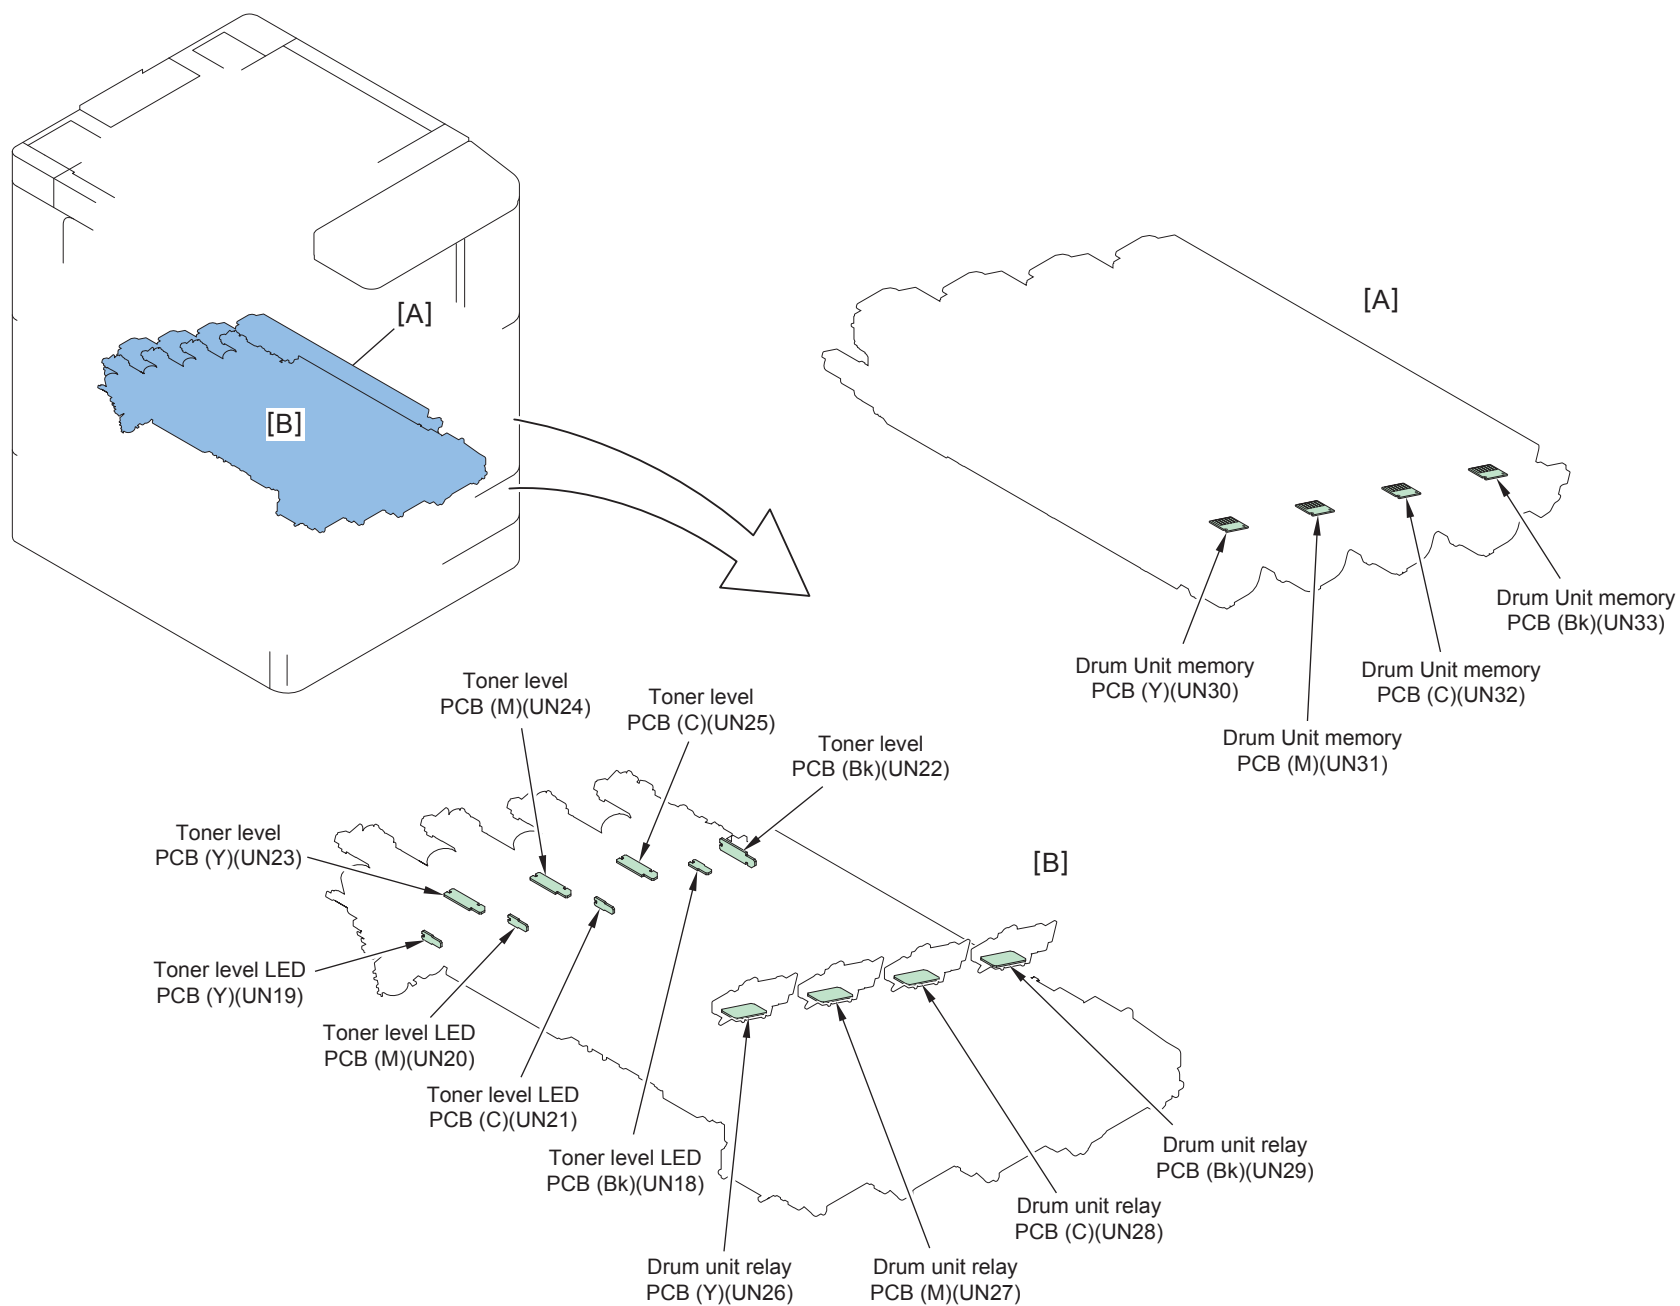 [A]
[B]
[A]
Drum Unit memory
PCB (Bk)(UN33)
Drum Unit memory
PCB (Y)(UN30)
Drum Unit memory
PCB (C)(UN32)
Drum Unit memory
PCB (M)(UN31)
Toner level
PCB (M)(UN24)
Toner level
PCB (C)(UN25)
Toner level
PCB (Bk)(UN22)
Toner level
PCB (Y)(UN23)
[B]
Toner level LED
PCB (Y)(UN19)
Toner level LED
PCB (M)(UN20)
Toner level LED
PCB (C)(UN21)
Toner level LED
PCB (Bk)(UN18)
Drum unit relay
PCB (Bk)(UN29)
Drum unit relay
PCB (C)(UN28)
Drum unit relay
PCB (Y)(UN26)
Drum unit relay
PCB (M)(UN27)